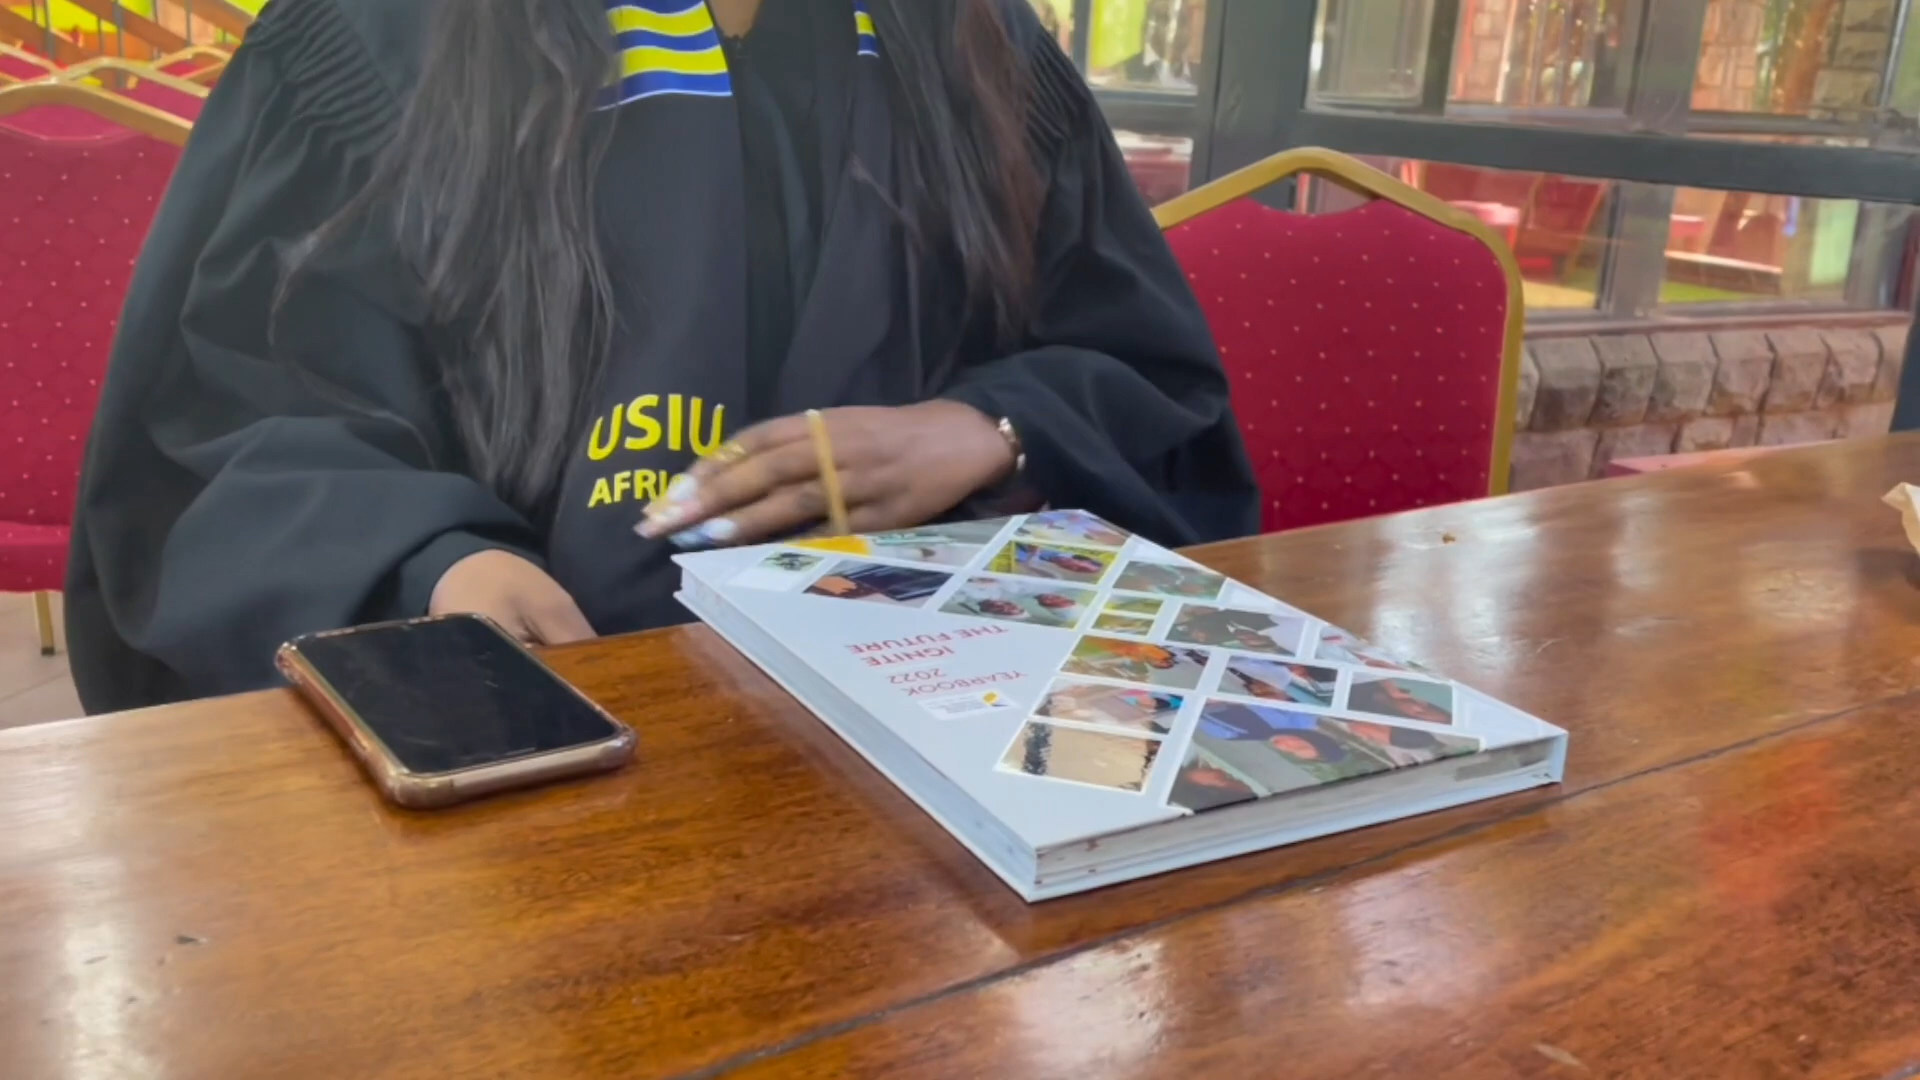 USIU
AFRI
THE FUTURE
IGNITE
2022
YEARBOOK